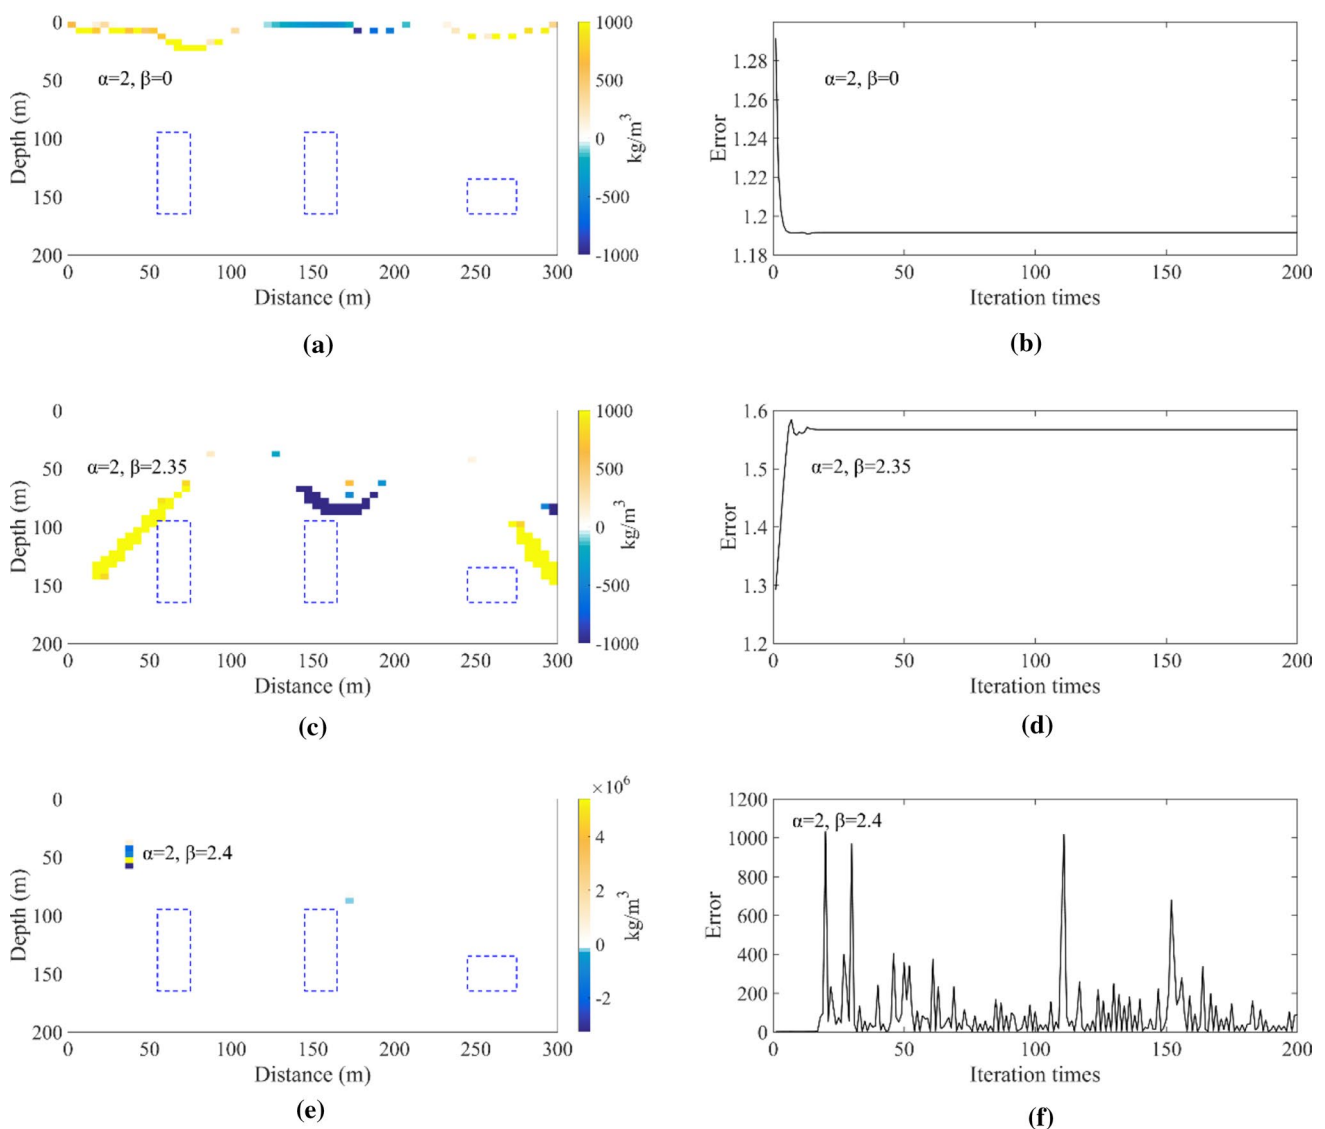 0
50
100
150
200
Depth (m)
α=2, β=0
0 50 100 150 200 250 300
Distance (m)
1000
500
0
-500
-1000
kg/m³
(a)
1.28
1.26
1.24
1.22
1.2
1.18
Error
α=2, β=0
0 50 100 150 200
Iteration times
(b)
0
50
100
150
200
Depth (m)
α=2, β=2.35
0 50 100 150 200 250 300
Distance (m)
1000
500
0
-500
-1000
kg/m³
(c)
1.6
1.5
1.4
1.3
1.2
Error
α=2, β=2.35
0 50 100 150 200
Iteration times
(d)
0
50
100
150
200
Depth (m)
α=2, β=2.4
0 50 100 150 200 250 300
Distance (m)
×10⁶
4
2
0
-2
kg/m³
(e)
1200
1000
800
600
400
200
0
Error
α=2, β=2.4
0 50 100 150 200
Iteration times
(f)